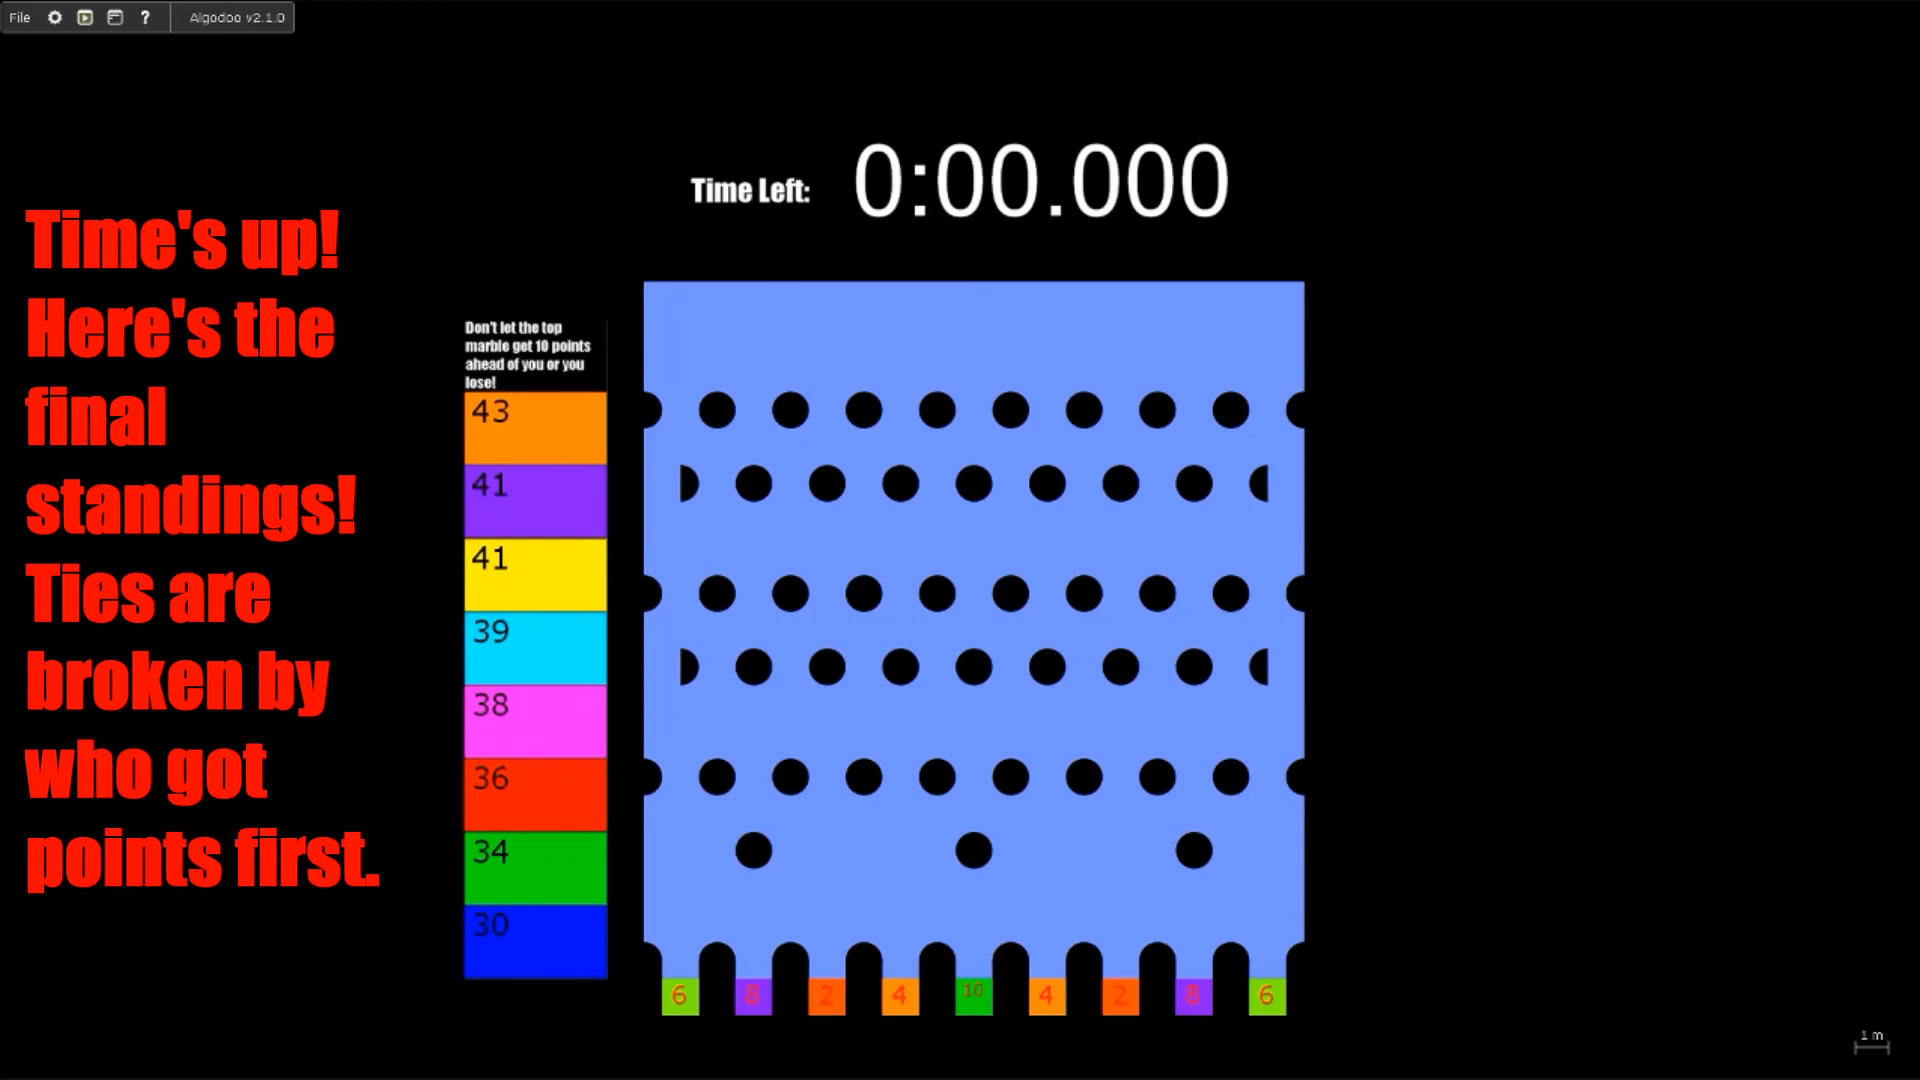 File ? Algodoo v2.1.0
Time Left: 0:00.000
Time's up!
Here's the
final
standings!
Ties are
broken by
who got
points first.
Don't let the top
marble get 10 points
ahead of you or you
lose!
43
41
41
39
38
36
34
30
6 8 2 4 10 4 2 8 6
1 m